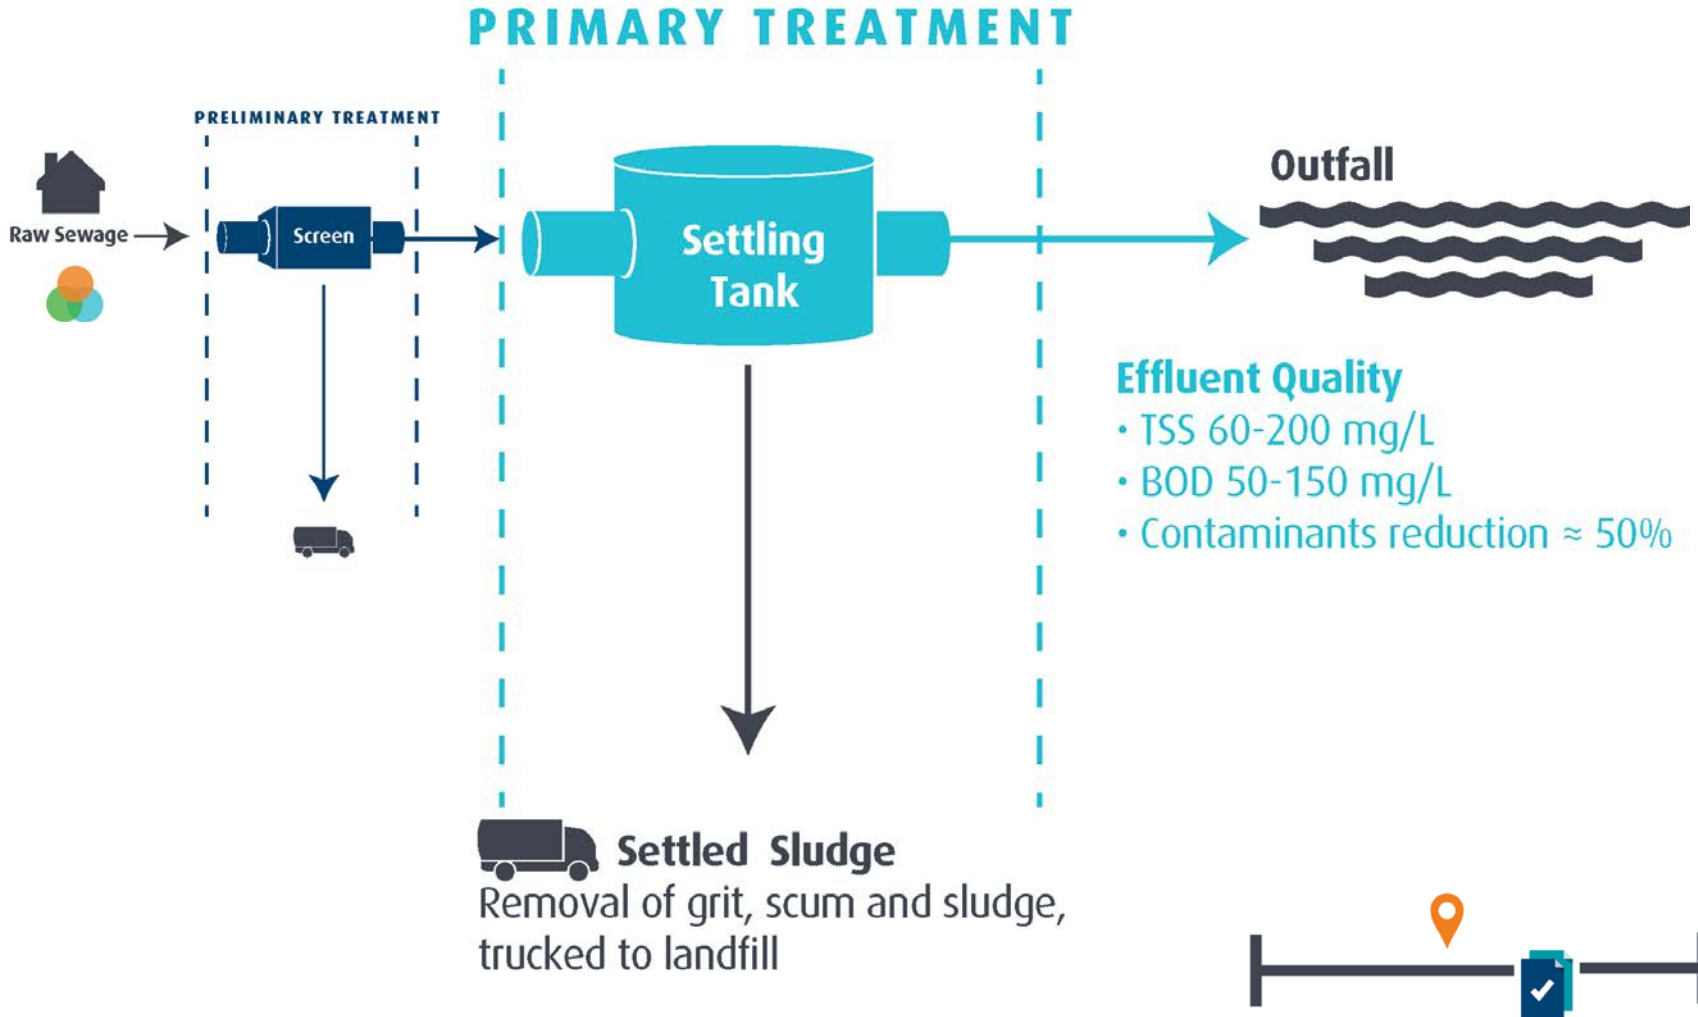 PRIMARY TREATMENT
PRELIMINARY TREATMENT
Raw Sewage
Screen
Settling
Tank
Outfall
Effluent Quality
• TSS 60-200 mg/L
• BOD 50-150 mg/L
• Contaminants reduction ≈ 50%
Settled Sludge
Removal of grit, scum and sludge,
trucked to landfill